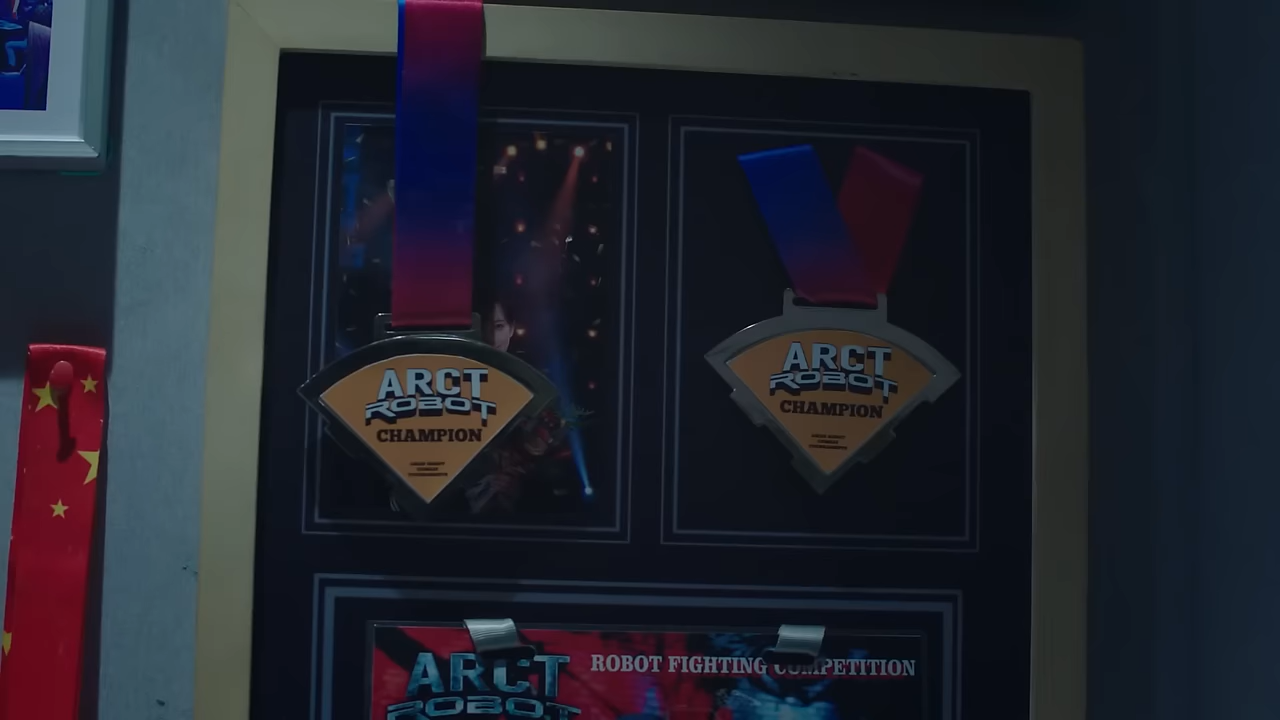 ARCT
ROBOT
CHAMPION
ARCT
ROBOT
CHAMPION
ARCT
ROBOT
ROBOT FIGHTING COMPETITION